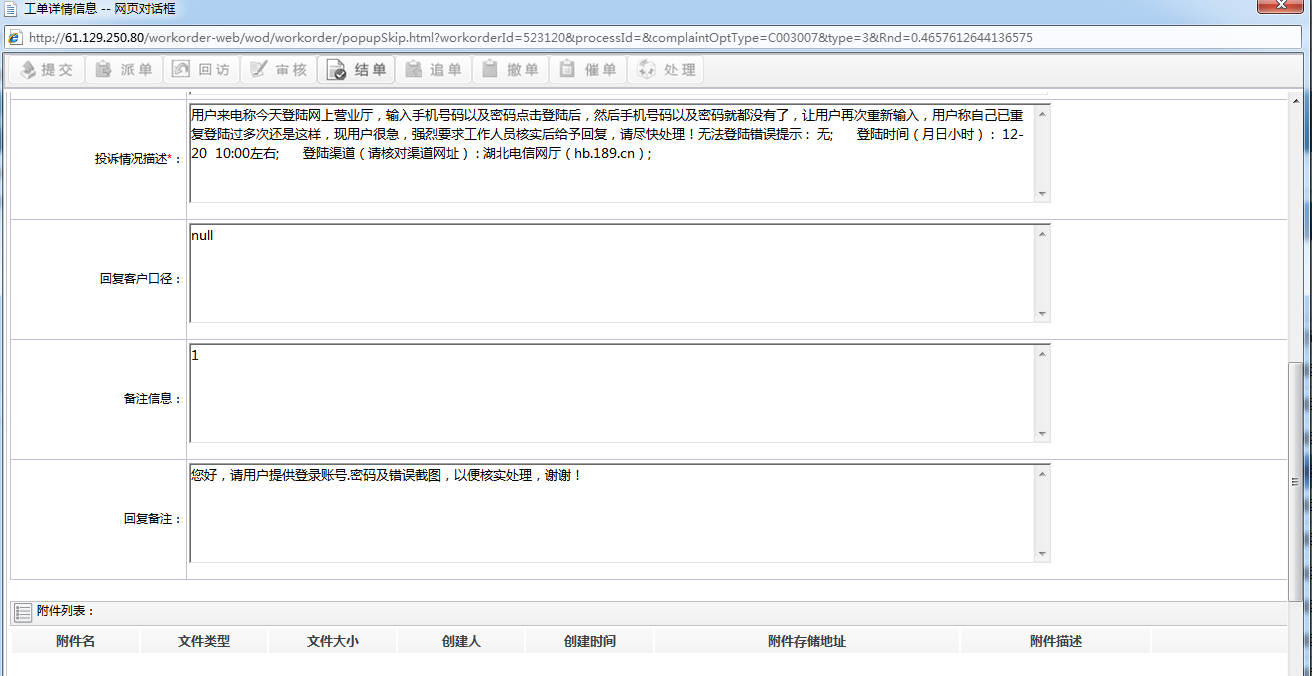 工单详情信息 -- 网页对话框
http://61.129.250.80/workorder-web/wod/workorder/popupSkip.html?workorderId=523120&processId=&complaintOptType=C003007&type=3&Rnd=0.4657612644136575
提交 派单 回访 审核 结单 追单 撤单 催单 处理
投诉情况描述*：
用户来电称今天登陆网上营业厅，输入手机号码以及密码点击登陆后，然后手机号码以及密码就都没有了，让用户再次重新输入，用户称自己已重
复登陆过多次还是这样，现用户很急，强烈要求工作人员核实后给予回复，请尽快处理！无法登陆错误提示： 无; 登陆时间（月日小时）： 12-
20 10:00左右; 登陆渠道（请核对渠道网址）：湖北电信网厅（hb.189.cn）;
回复客户口径：
null
备注信息：
1
回复备注：
您好，请用户提供登录账号.密码及错误截图，以便核实处理，谢谢！
附件列表：
附件名 文件类型 文件大小 创建人 创建时间 附件存储地址 附件描述